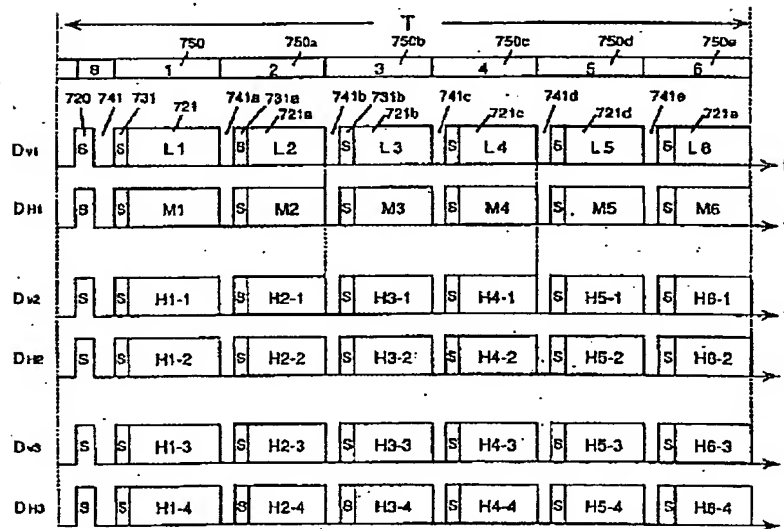 T
750 750a 750b 750c 750d 750e
S 1 2 3 4 5 6
720 741 731 721 741a 731a 721a 741b 731b 721b 741c 721c 741d 721d 741e 721e
DV1 S S L1 S L2 S L3 S L4 S L5 S L6
DH1 S S M1 S M2 S M3 S M4 S M5 S M6
DV2 S S H1-1 S H2-1 S H3-1 S H4-1 S H5-1 S H6-1
DH2 S S H1-2 S H2-2 S H3-2 S H4-2 S H5-2 S H6-2
DV3 S S H1-3 S H2-3 S H3-3 S H4-3 S H5-3 S H6-3
DH3 S S H1-4 S H2-4 S H3-4 S H4-4 S H5-4 S H6-4